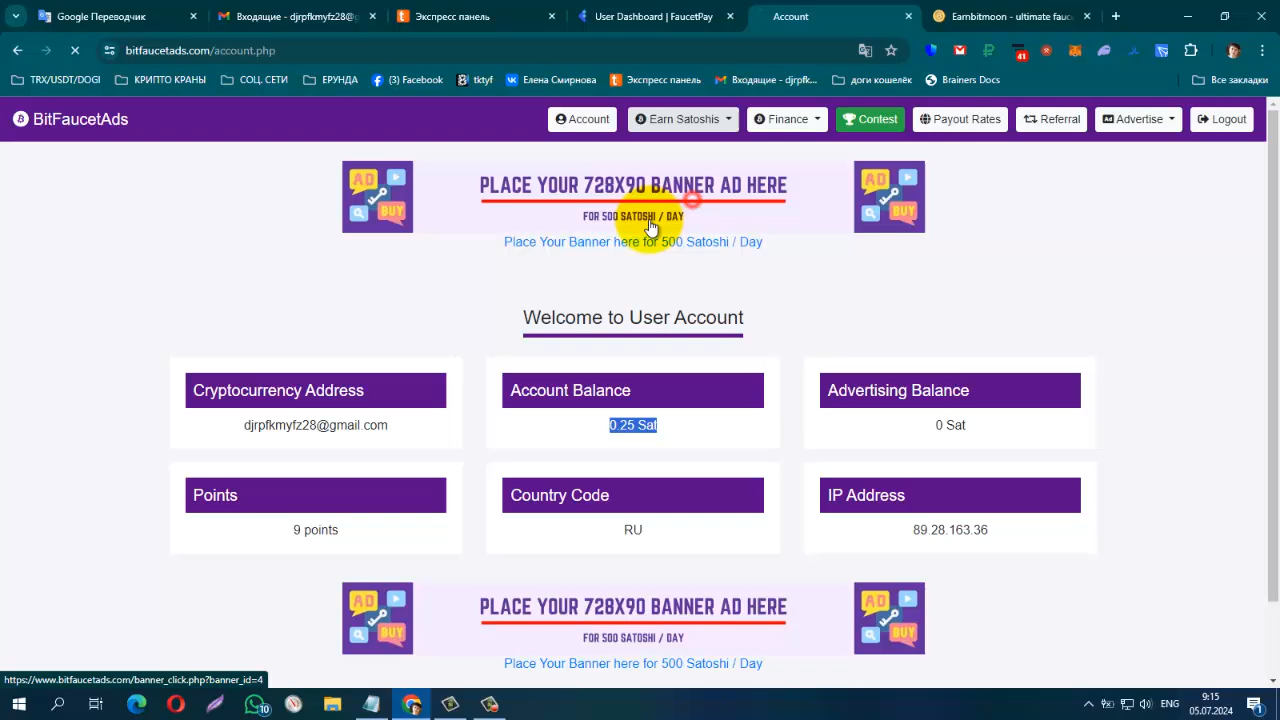 Google Переводчик
Входящие - djrpfkmyfz28@g
Экспресс панель
User Dashboard | FaucetPay
Account
Earnbitmoon - ultimate fauc
bitfaucetads.com/account.php
41
TRX/USDT/DOGI
КРИПТО КРАНЫ
СОЦ. СЕТИ
ЕРУНДА
(3) Facebook
tktyf
Елена Смирнова
Экспресс панель
Входящие - djrpfk...
доги кошелёк
Brainers Docs
Все закладки
BitFaucetAds
Account
Earn Satoshis
Finance
Contest
Payout Rates
Referral
Advertise
Logout
AD
BUY
PLACE YOUR 728X90 BANNER AD HERE
FOR 500 SATOSHI / DAY
AD
BUY
Place Your Banner here for 500 Satoshi / Day
Welcome to User Account
Cryptocurrency Address
Account Balance
Advertising Balance
djrpfkmyfz28@gmail.com
0.25 Sat
0 Sat
Points
Country Code
IP Address
9 points
RU
89.28.163.36
AD
BUY
PLACE YOUR 728X90 BANNER AD HERE
FOR 500 SATOSHI / DAY
AD
BUY
Place Your Banner here for 500 Satoshi / Day
https://www.bitfaucetads.com/banner_click.php?banner_id=4
10
ENG
9:15
05.07.2024
1